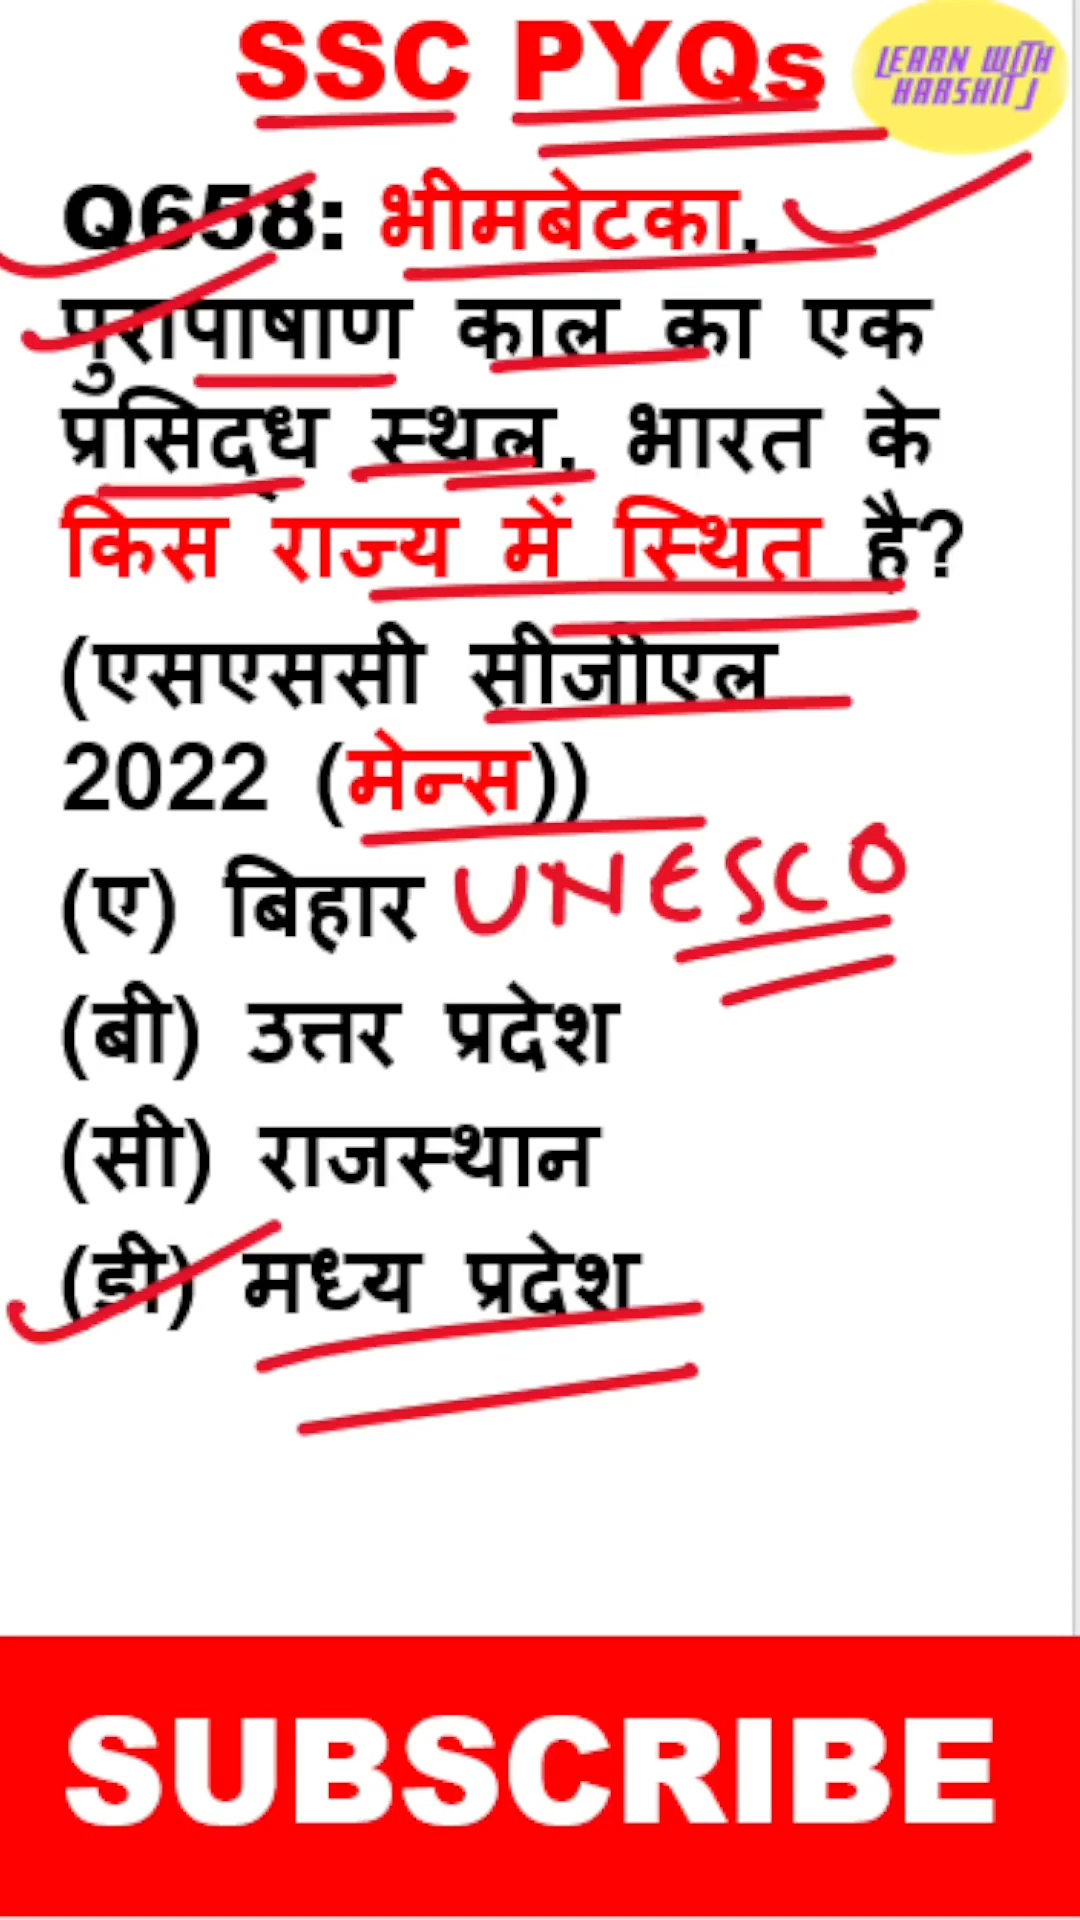 SSC PYQs
LEARN WITH
HARSHIT J
Q658: भीमबेटका,
पुरापाषाण काल का एक
प्रसिद्ध स्थल, भारत के
किस राज्य में स्थित है?
(एसएससी सीजीएल
2022 (मेन्स))
(ए) बिहार UNESCO
(बी) उत्तर प्रदेश
(सी) राजस्थान
(डी) मध्य प्रदेश
SUBSCRIBE